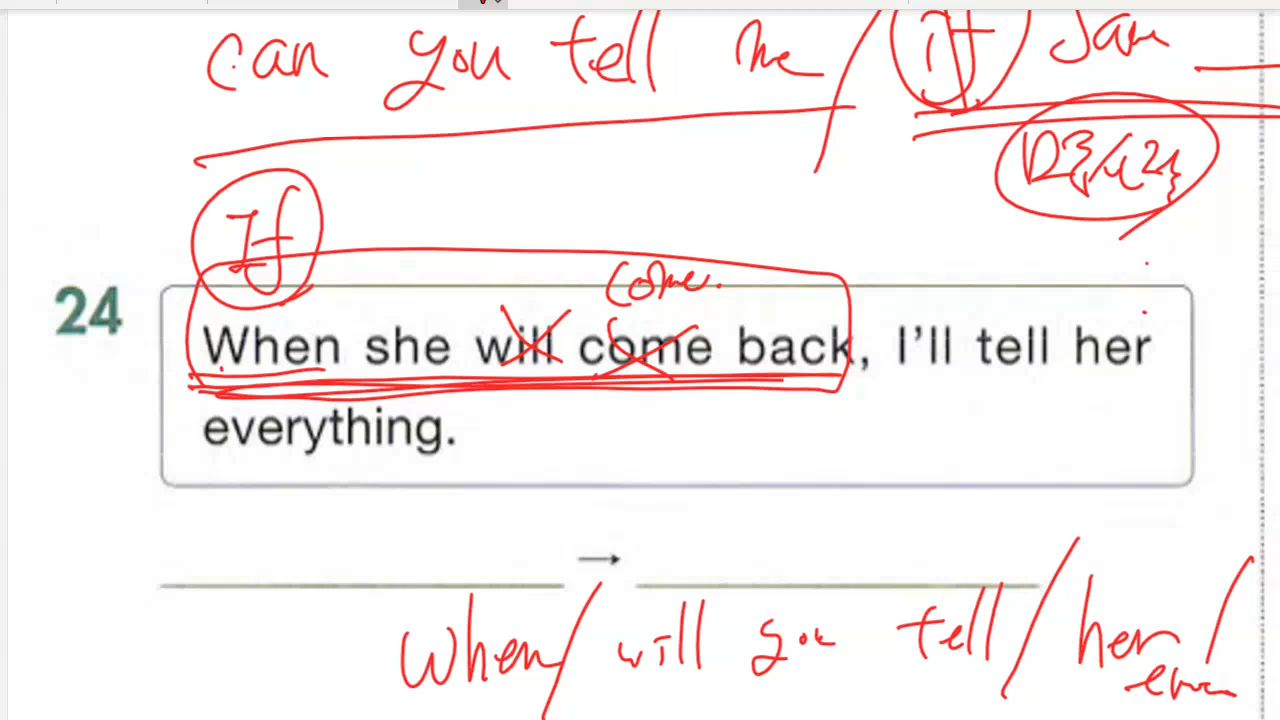 can you tell me / if Jane
If
come.
24
When she will come back, I'll tell her
everything.
→
When / will you tell / her /